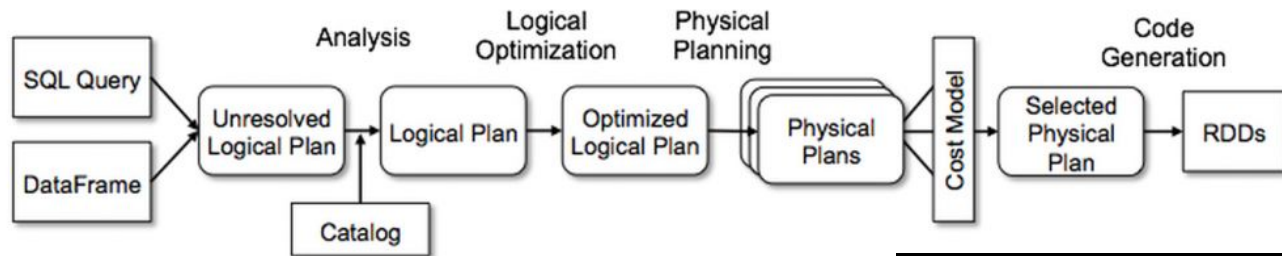 Analysis
Logical
Optimization
Physical
Planning
Code
Generation
SQL Query
DataFrame
Unresolved
Logical Plan
Catalog
Logical Plan
Optimized
Logical Plan
Physical
Plans
Cost Model
Selected
Physical
Plan
RDDs